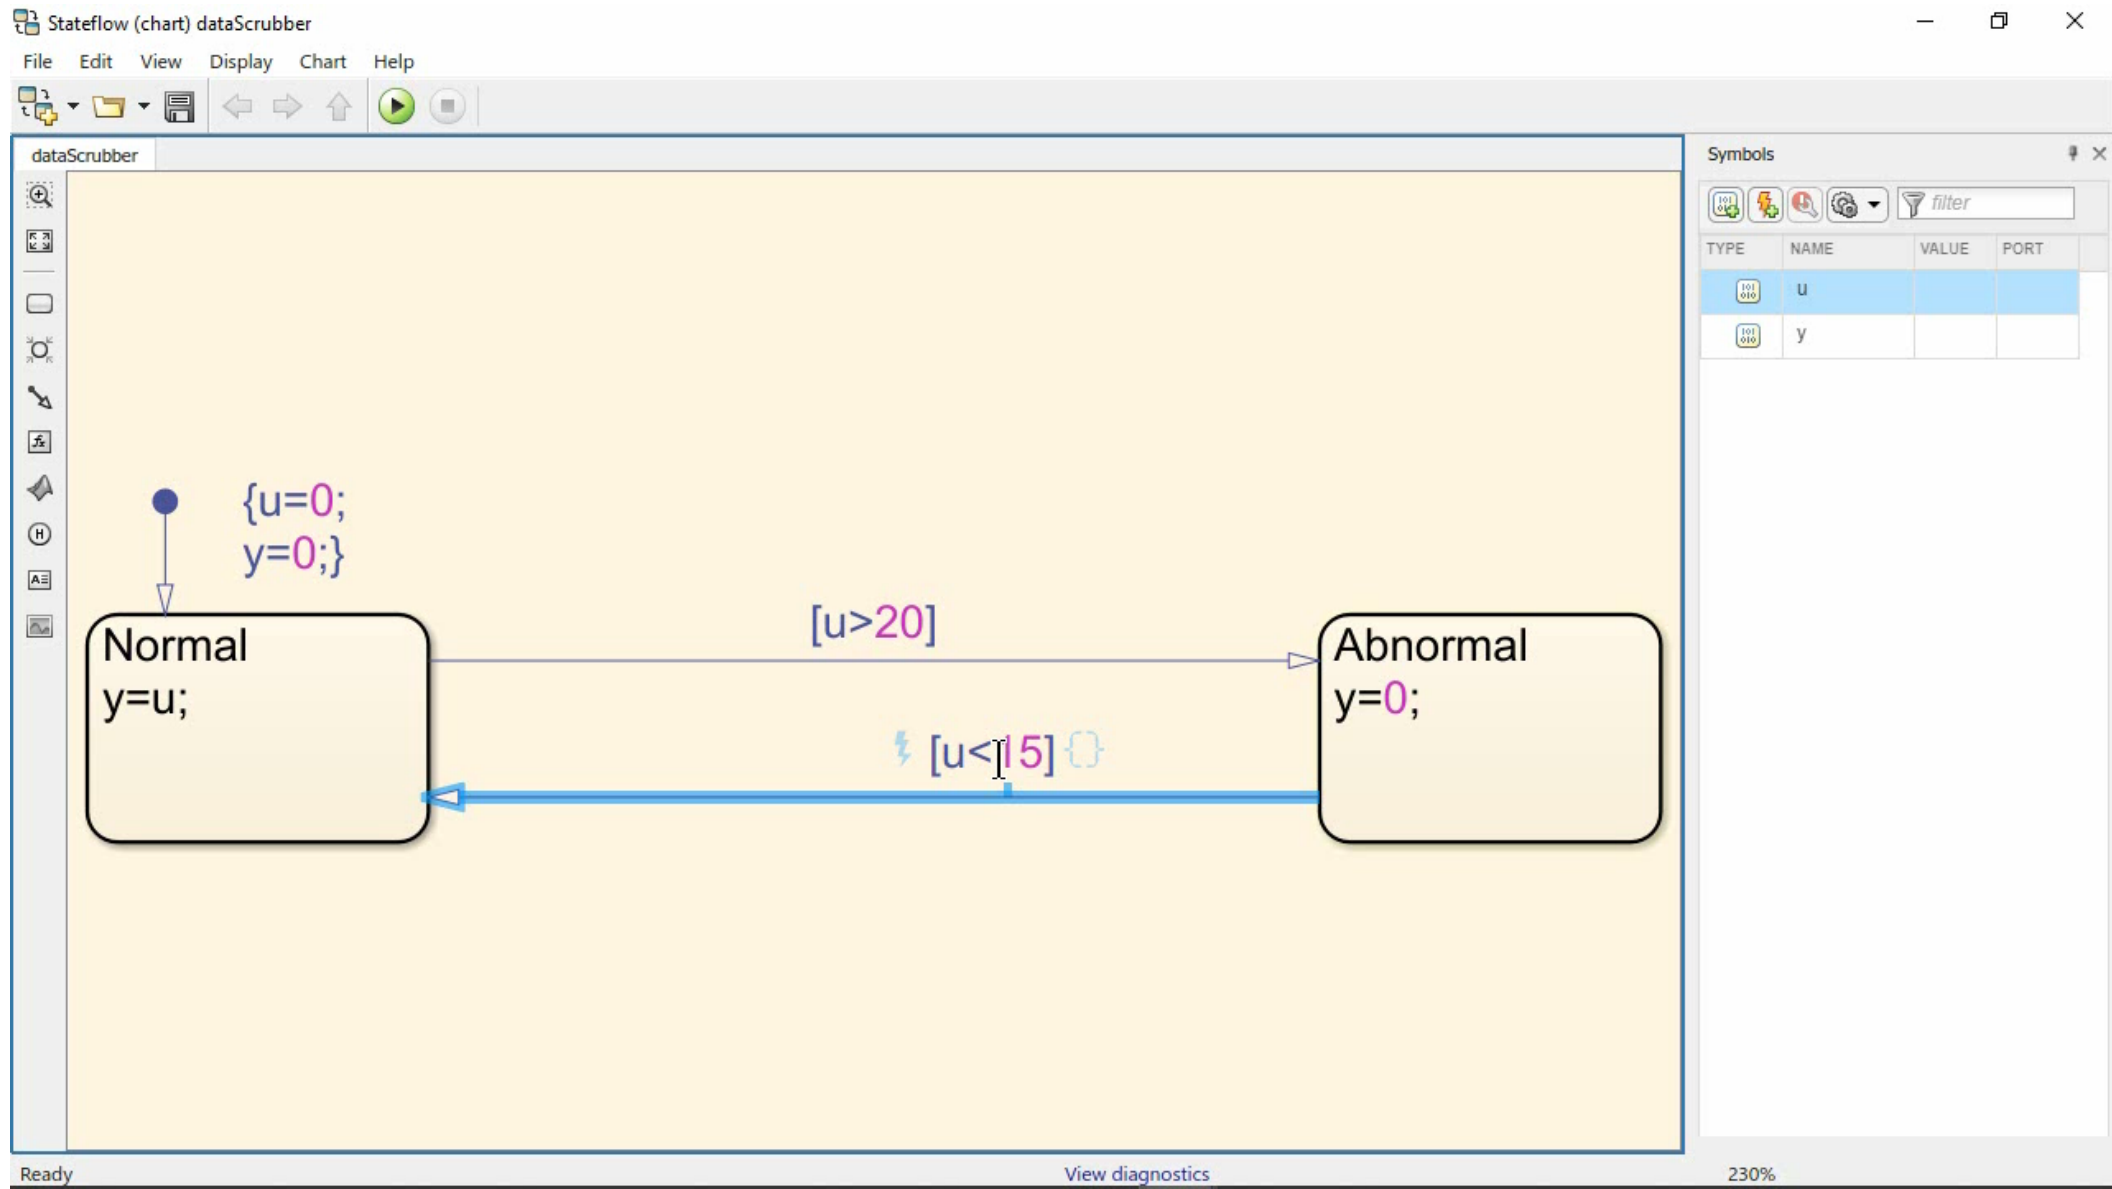 Stateflow (chart) dataScrubber
File Edit View Display Chart Help
dataScrubber
Symbols
filter
TYPE NAME VALUE PORT
u
y
{u=0;
y=0;}
[u>20]
Normal
y=u;
Abnormal
y=0;
[u<15]{}
Ready
View diagnostics
230%